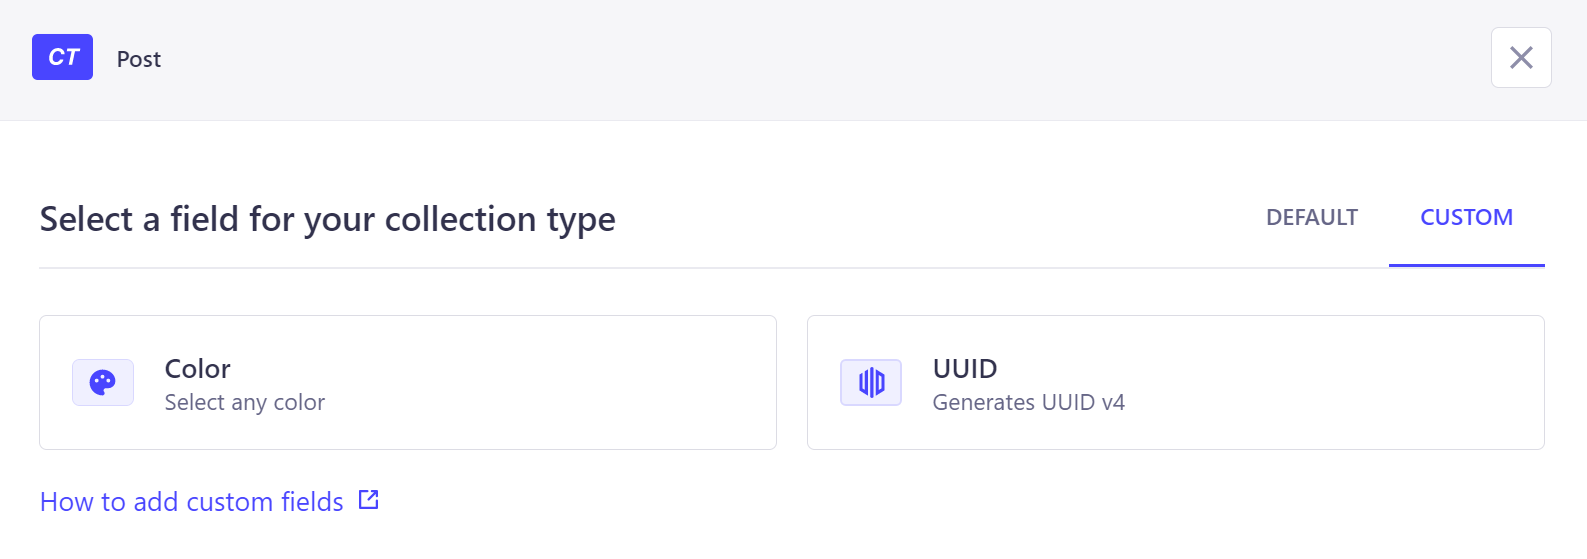 CT Post
Select a field for your collection type
DEFAULT CUSTOM
Color
Select any color
UUID
Generates UUID v4
How to add custom fields